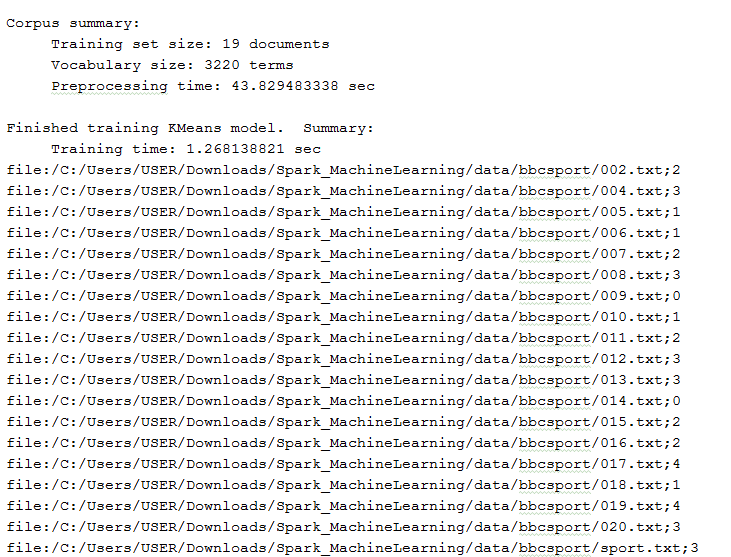 Corpus summary:
Training set size: 19 documents
Vocabulary size: 3220 terms
Preprocessing time: 43.829483338 sec
Finished training KMeans model.  Summary:
Training time: 1.268138821 sec
file:/C:/Users/USER/Downloads/Spark_MachineLearning/data/bbcsport/002.txt;2
file:/C:/Users/USER/Downloads/Spark_MachineLearning/data/bbcsport/004.txt;3
file:/C:/Users/USER/Downloads/Spark_MachineLearning/data/bbcsport/005.txt;1
file:/C:/Users/USER/Downloads/Spark_MachineLearning/data/bbcsport/006.txt;1
file:/C:/Users/USER/Downloads/Spark_MachineLearning/data/bbcsport/007.txt;2
file:/C:/Users/USER/Downloads/Spark_MachineLearning/data/bbcsport/008.txt;3
file:/C:/Users/USER/Downloads/Spark_MachineLearning/data/bbcsport/009.txt;0
file:/C:/Users/USER/Downloads/Spark_MachineLearning/data/bbcsport/010.txt;1
file:/C:/Users/USER/Downloads/Spark_MachineLearning/data/bbcsport/011.txt;2
file:/C:/Users/USER/Downloads/Spark_MachineLearning/data/bbcsport/012.txt;3
file:/C:/Users/USER/Downloads/Spark_MachineLearning/data/bbcsport/013.txt;3
file:/C:/Users/USER/Downloads/Spark_MachineLearning/data/bbcsport/014.txt;0
file:/C:/Users/USER/Downloads/Spark_MachineLearning/data/bbcsport/015.txt;2
file:/C:/Users/USER/Downloads/Spark_MachineLearning/data/bbcsport/016.txt;2
file:/C:/Users/USER/Downloads/Spark_MachineLearning/data/bbcsport/017.txt;4
file:/C:/Users/USER/Downloads/Spark_MachineLearning/data/bbcsport/018.txt;1
file:/C:/Users/USER/Downloads/Spark_MachineLearning/data/bbcsport/019.txt;4
file:/C:/Users/USER/Downloads/Spark_MachineLearning/data/bbcsport/020.txt;3
file:/C:/Users/USER/Downloads/Spark_MachineLearning/data/bbcsport/sport.txt;3